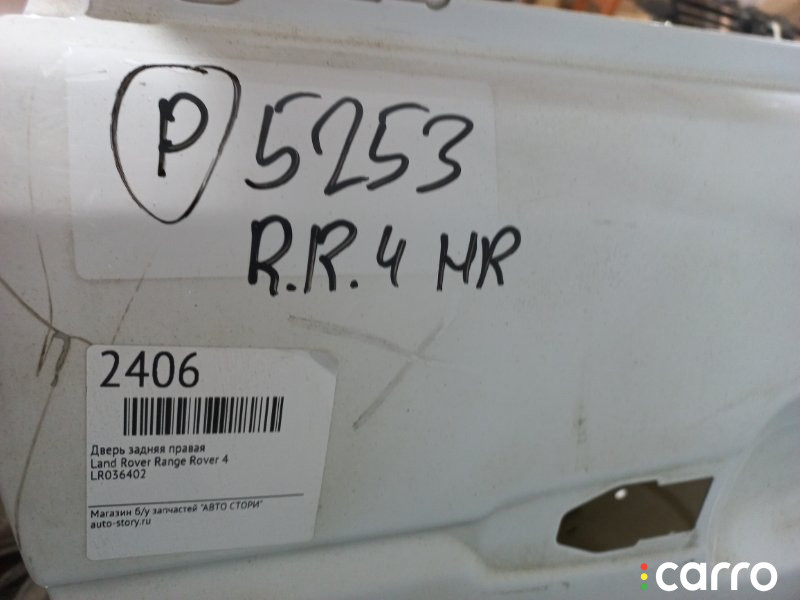 P 5253
R.R.4 HR
2406
Дверь задняя правая
Land Rover Range Rover 4
LR036402
Магазин б/у запчастей "АВТО СТОРИ"
auto-story.ru
carro